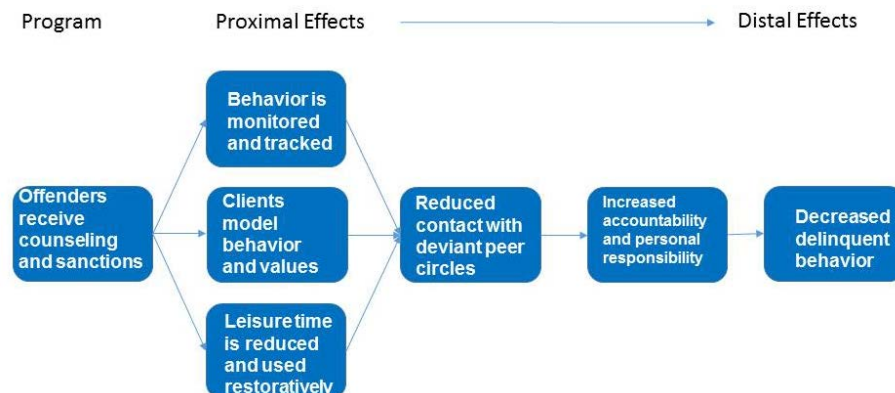 Program
Proximal Effects
Distal Effects
Behavior is
monitored
and tracked
Offenders
receive
counseling
and sanctions
Clients
model
behavior
and values
Leisure time
is reduced
and used
restoratively
Reduced
contact with
deviant peer
circles
Increased
accountability
and personal
responsibility
Decreased
delinquent
behavior